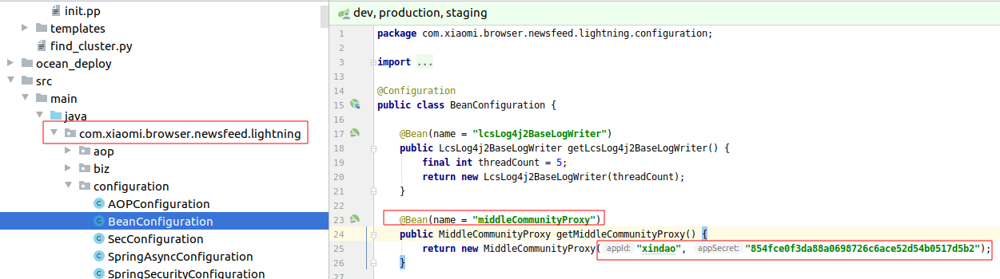 init.pp
templates
find_cluster.py
ocean_deploy
src
main
java
com.xiaomi.browser.newsfeed.lightning
aop
biz
configuration
AOPConfiguration
BeanConfiguration
SecConfiguration
SpringAsyncConfiguration
SpringSecurityConfiguration
dev, production, staging
1 package com.xiaomi.browser.newsfeed.lightning.configuration;
2
3 import ...
13
14 @Configuration
15 public class BeanConfiguration {
16
17 @Bean(name = "lcsLog4j2BaseLogWriter")
18 public LcsLog4j2BaseLogWriter getLcsLog4j2BaseLogWriter() {
19 final int threadCount = 5;
20 return new LcsLog4j2BaseLogWriter(threadCount);
21 }
22
23 @Bean(name = "middleCommunityProxy")
24 public MiddleCommunityProxy getMiddleCommunityProxy() {
25 return new MiddleCommunityProxy( appId: "xindao", appSecret: "854fce0f3da88a0698726c6ace52d54b0517d5b2");
26 }
27